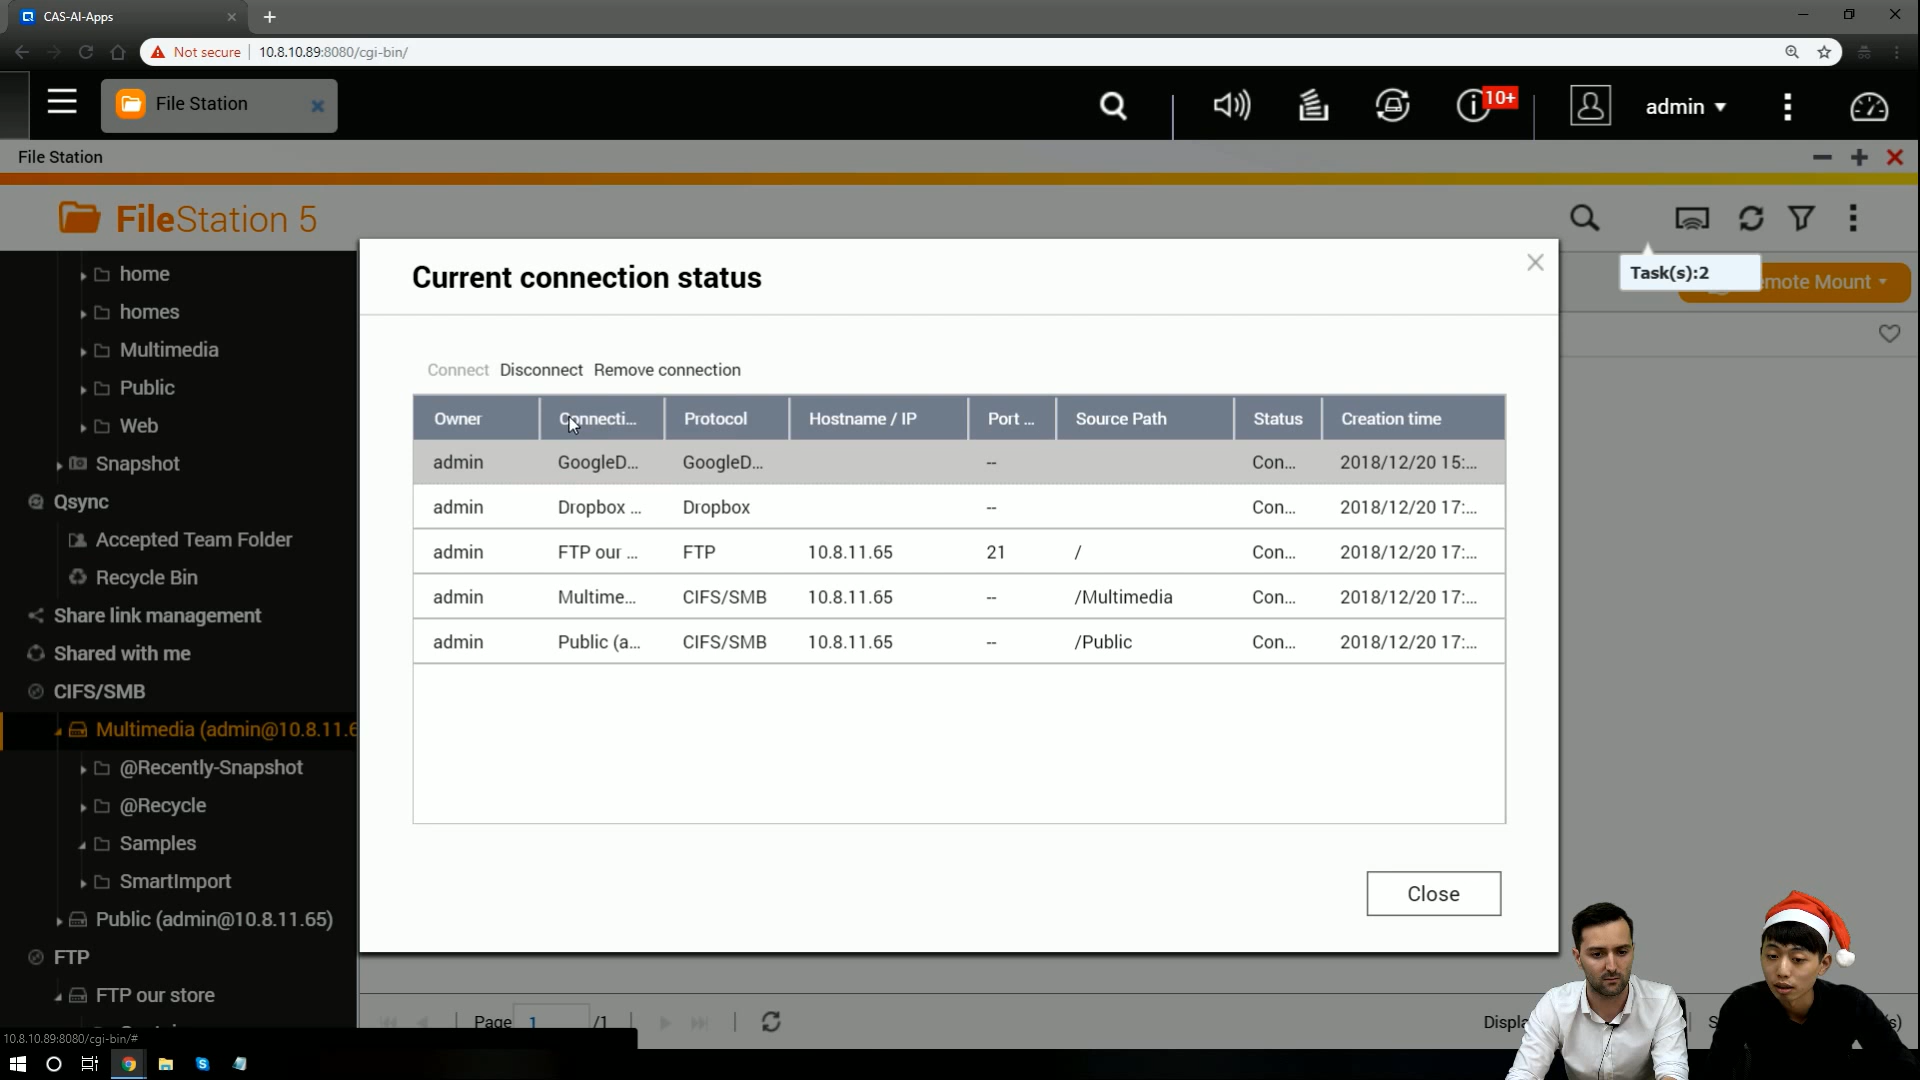 CAS-AI-Apps
Not secure
10.8.10.89:8080/cgi-bin/
File Station
10+
admin
File Station
FileStation 5
Task(s):2
emote Mount
Current connection status
Connect Disconnect Remove connection
Owner Connecti... Protocol Hostname / IP Port ... Source Path Status Creation time
admin GoogleD... GoogleD... -- Con... 2018/12/20 15:...
admin Dropbox ... Dropbox -- Con... 2018/12/20 17:...
admin FTP our ... FTP 10.8.11.65 21 / Con... 2018/12/20 17:...
admin Multime... CIFS/SMB 10.8.11.65 -- /Multimedia Con... 2018/12/20 17:...
admin Public (a... CIFS/SMB 10.8.11.65 -- /Public Con... 2018/12/20 17:...
Close
home
homes
Multimedia
Public
Web
Snapshot
Qsync
Accepted Team Folder
Recycle Bin
Share link management
Shared with me
CIFS/SMB
Multimedia (admin@10.8.11.6
@Recently-Snapshot
@Recycle
Samples
SmartImport
Public (admin@10.8.11.65)
FTP
FTP our store
Page 1 /1
Displa
10.8.10.89:8080/cgi-bin/#